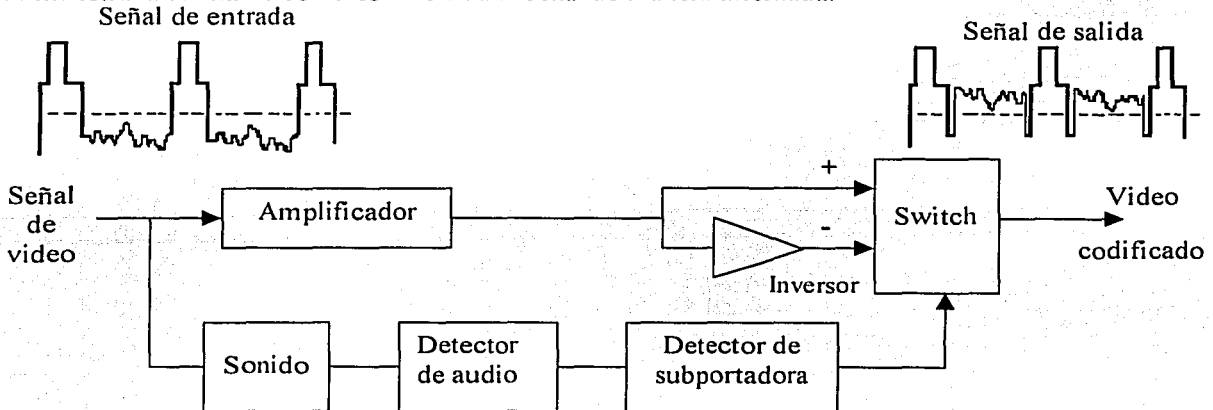 Señal de entrada
Señal de salida
Señal
de
video
Amplificador
+
-
Inversor
Switch
Video
codificado
Sonido
Detector
de audio
Detector de
subportadora